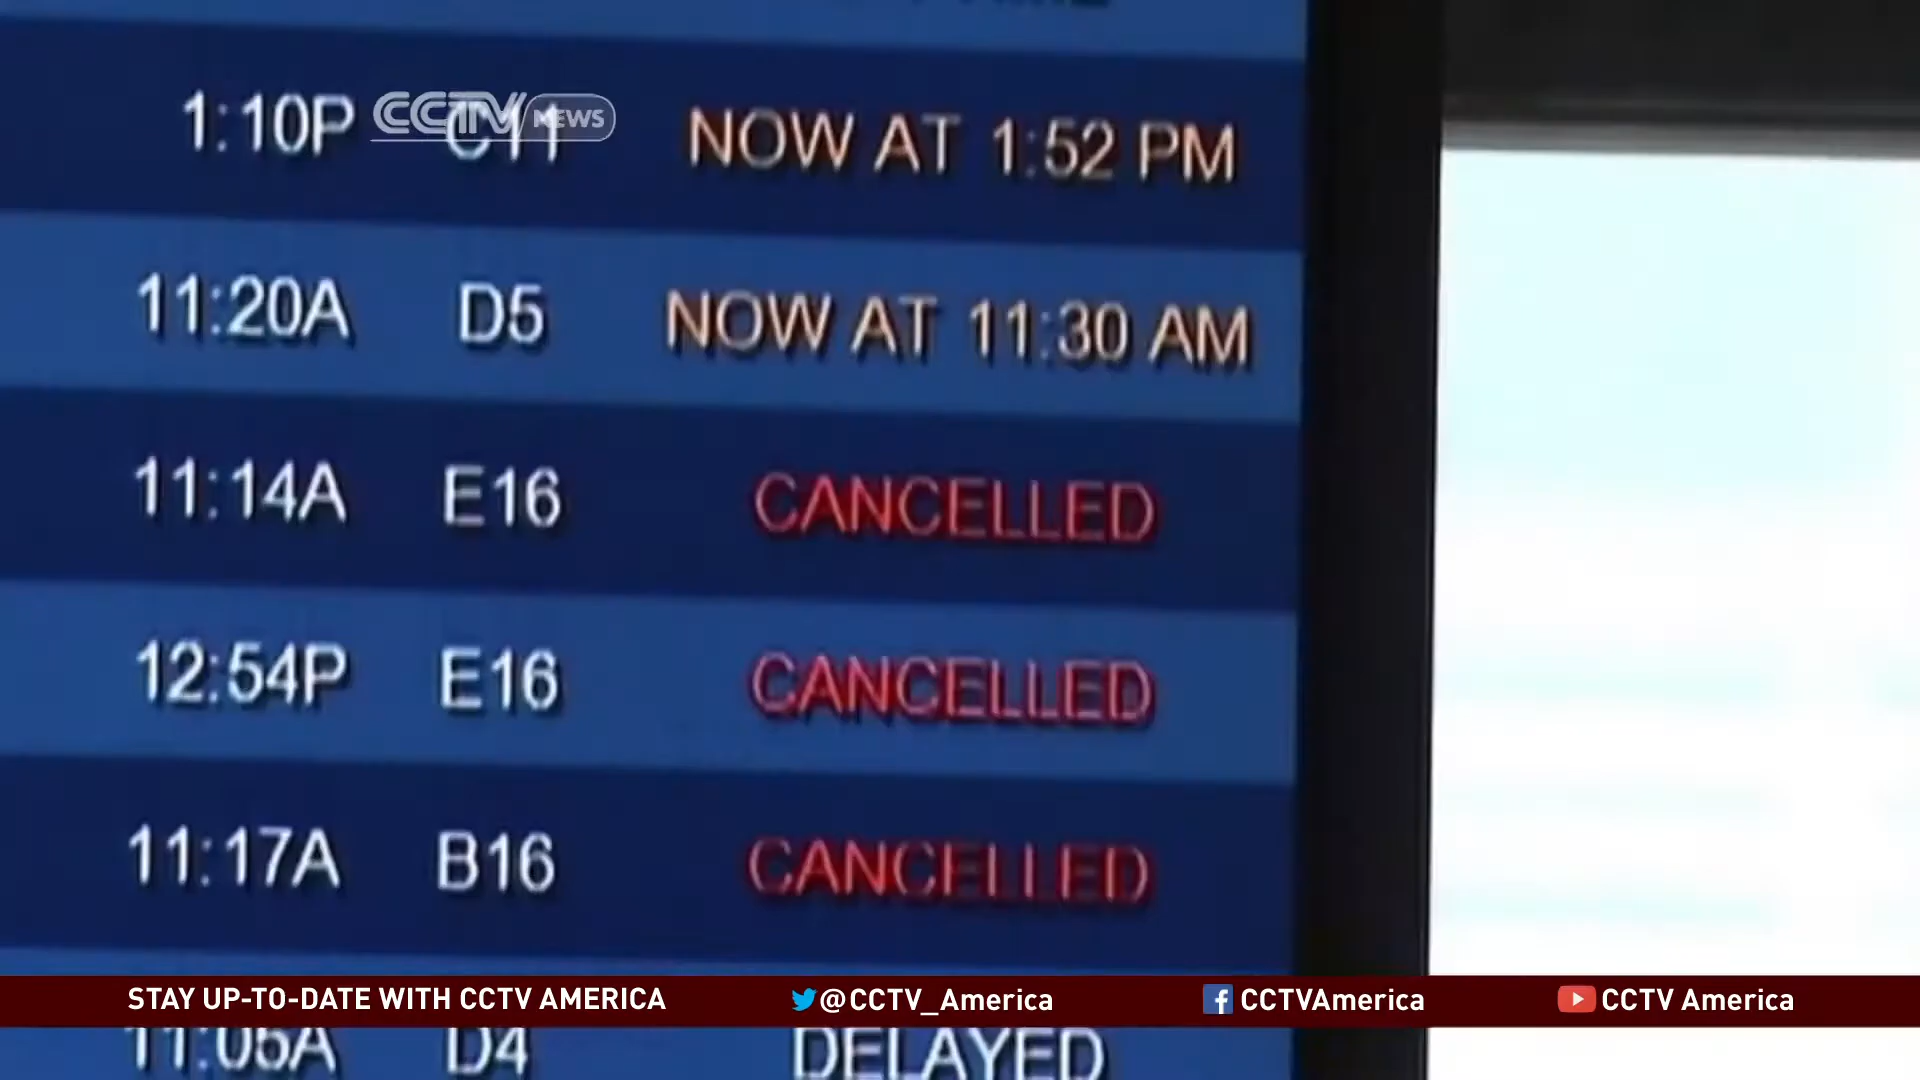 1:10P C11 NOW AT 1:52 PM
CCTV NEWS
11:20A D5 NOW AT 11:30 AM
11:14A E16 CANCELLED
12:54P E16 CANCELLED
11:17A B16 CANCELLED
STAY UP-TO-DATE WITH CCTV AMERICA @CCTV_America CCTVAmerica CCTV America
11:05A D4 DELAYED